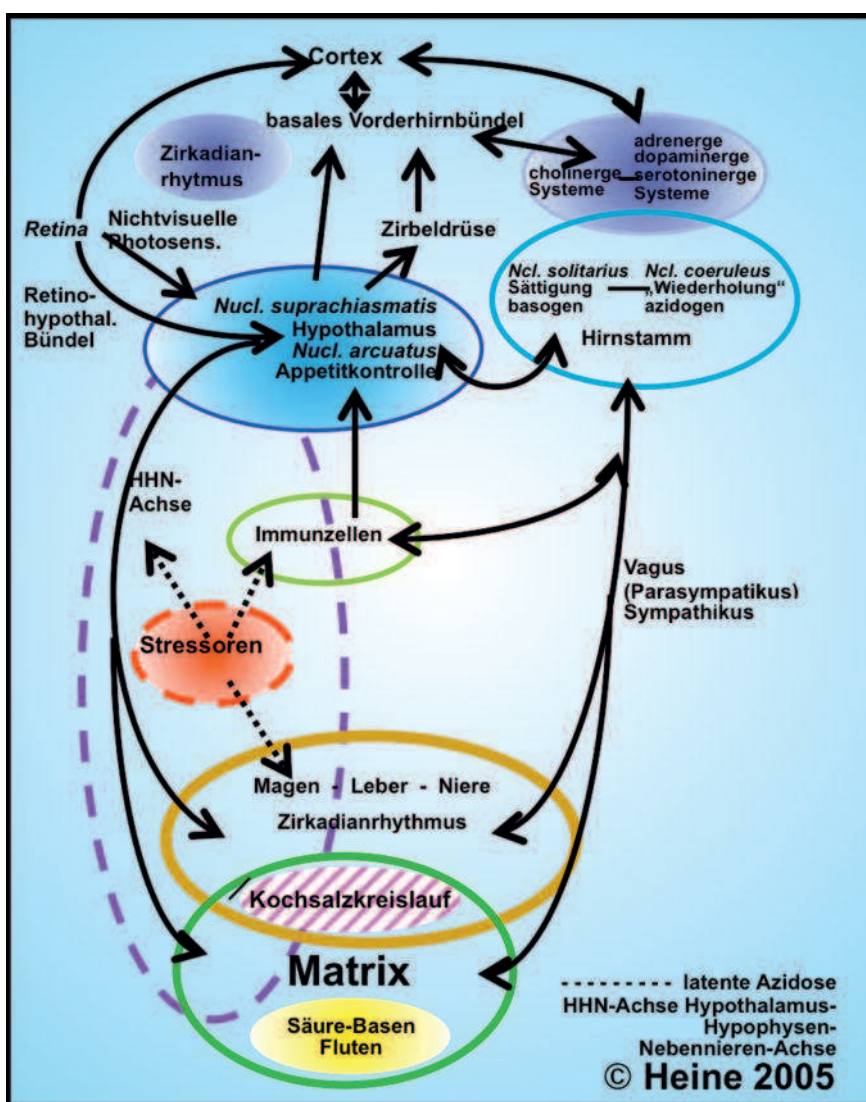 Cortex
basales Vorderhirnbündel
Zirkadian-
rhytmus
adrenerge
dopaminerge
cholinerge serotoninerge
Systeme Systeme
Retina
Nichtvisuelle
Photosens.
Zirbeldrüse
Retino-
hypothal.
Bündel
Nucl. suprachiasmatis
Hypothalamus
Nucl. arcuatus
Appetitkontrolle
Ncl. solitarius
Sättigung
basogen
Ncl. coeruleus
„Wiederholung“
azidogen
Hirnstamm
HHN-
Achse
Immunzellen
Vagus
(Parasympatikus)
Sympathikus
Stressoren
Magen - Leber - Niere
Zirkadianrhythmus
Kochsalzkreislauf
Matrix
Säure-Basen
Fluten
latente Azidose
HHN-Achse Hypothalamus-
Hypophysen-
Nebennieren-Achse
© Heine 2005